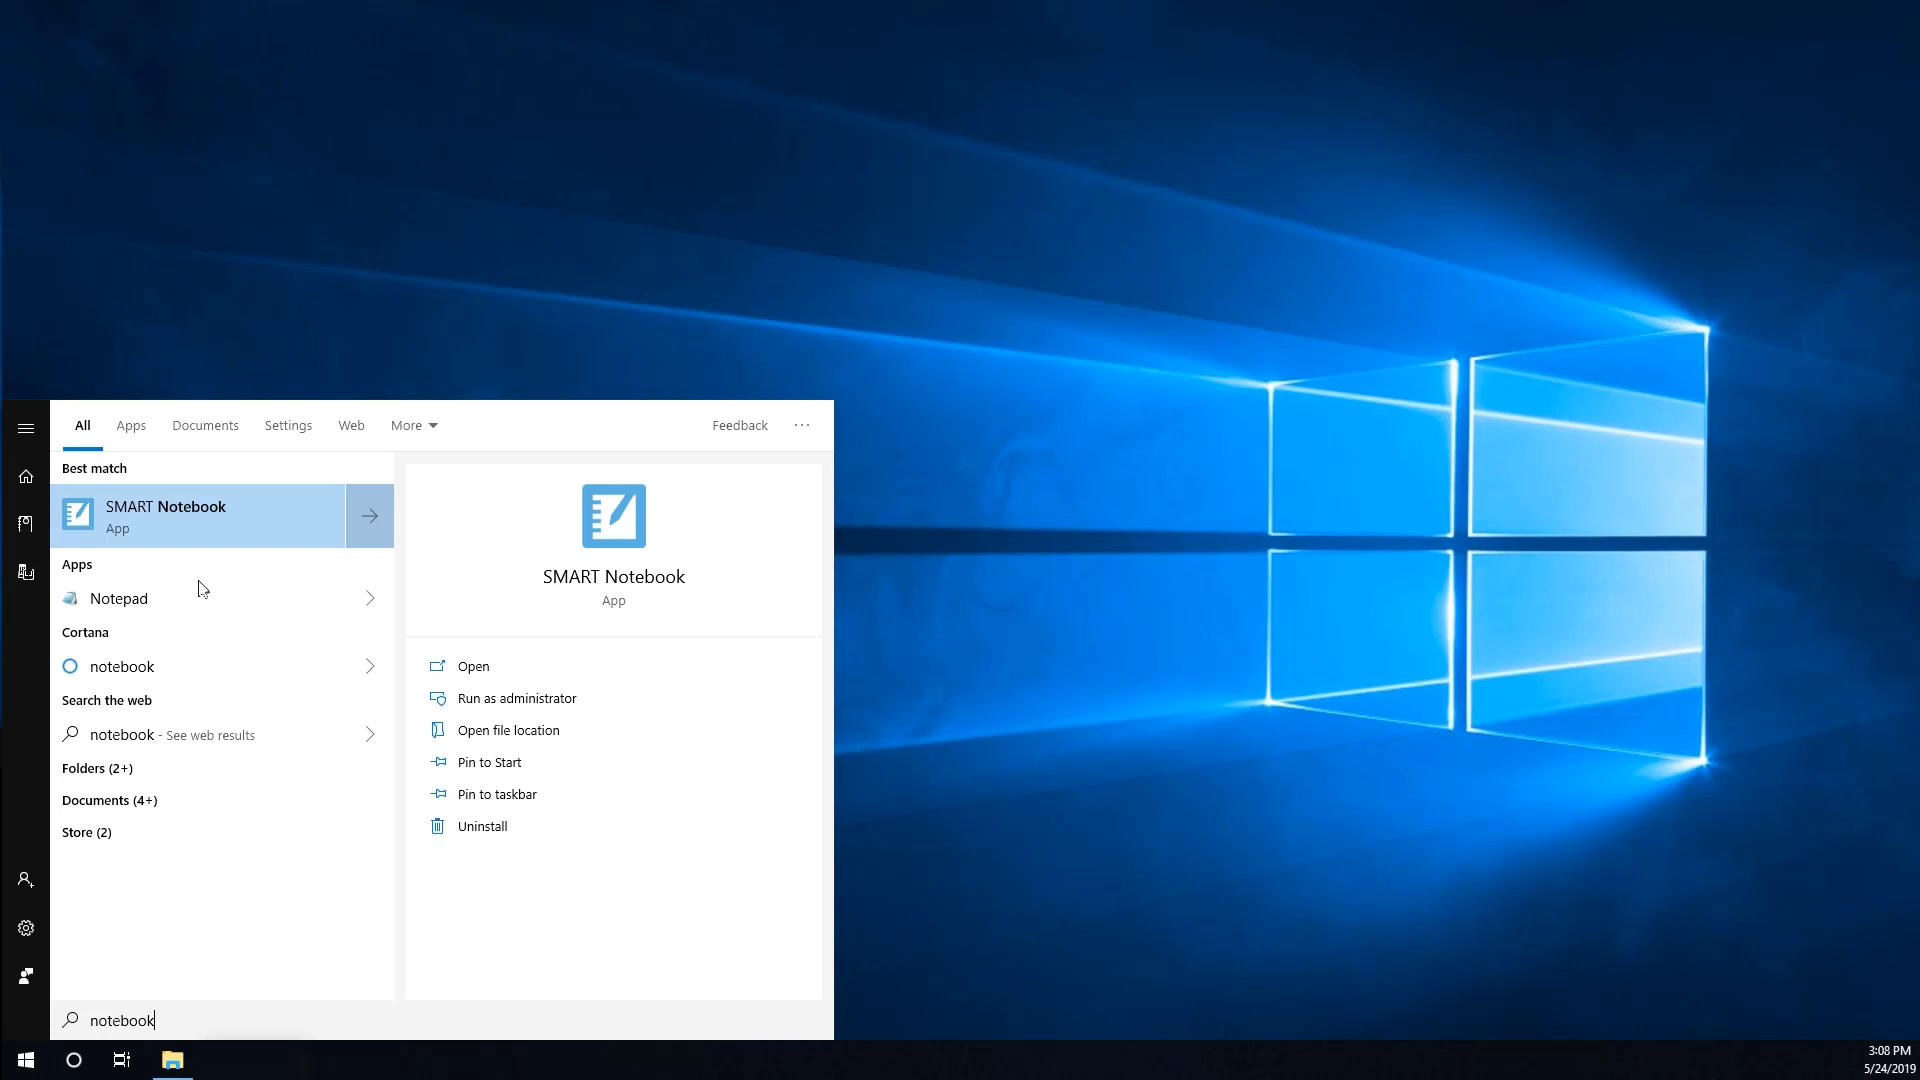 All Apps Documents Settings Web More Feedback ...
Best match
SMART Notebook
App
Apps
Notepad
Cortana
notebook
Search the web
notebook - See web results
Folders (2+)
Documents (4+)
Store (2)
SMART Notebook
App
Open
Run as administrator
Open file location
Pin to Start
Pin to taskbar
Uninstall
notebook
3:08 PM
5/24/2019